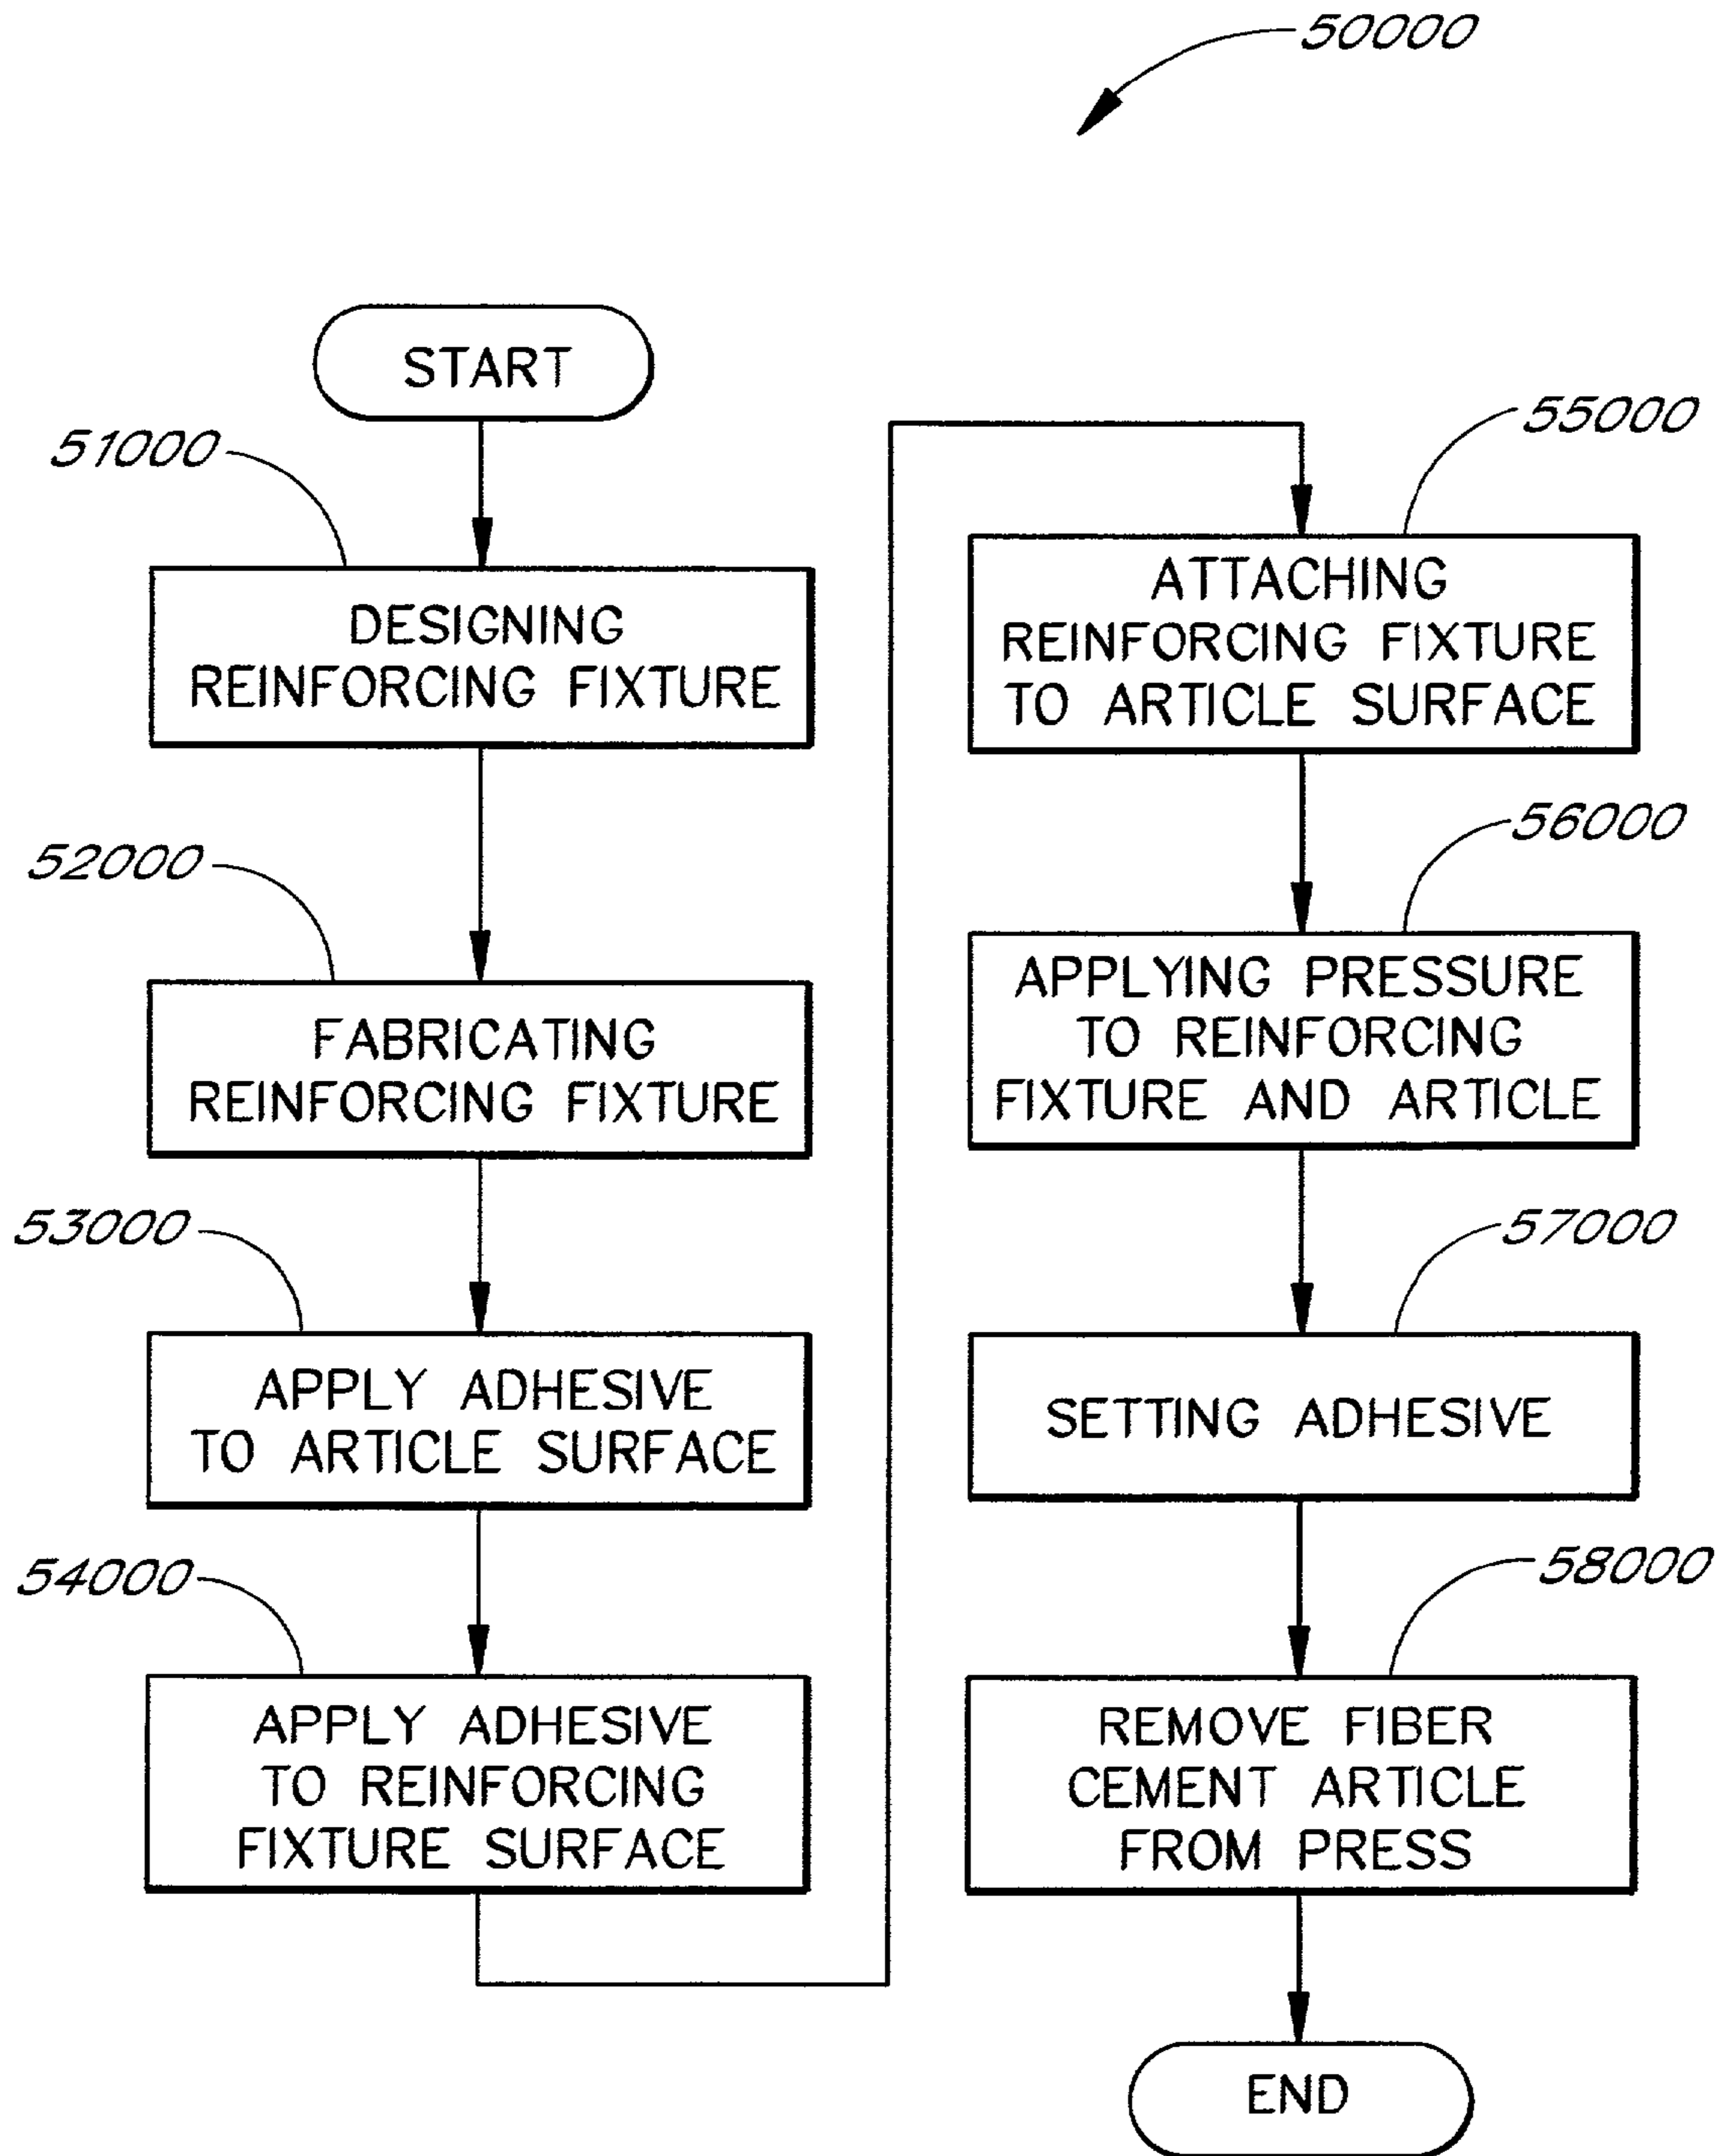 50000
START
51000
DESIGNING
REINFORCING FIXTURE
52000
FABRICATING
REINFORCING FIXTURE
53000
APPLY ADHESIVE
TO ARTICLE SURFACE
54000
APPLY ADHESIVE
TO REINFORCING
FIXTURE SURFACE
55000
ATTACHING
REINFORCING FIXTURE
TO ARTICLE SURFACE
56000
APPLYING PRESSURE
TO REINFORCING
FIXTURE AND ARTICLE
57000
SETTING ADHESIVE
58000
REMOVE FIBER
CEMENT ARTICLE
FROM PRESS
END